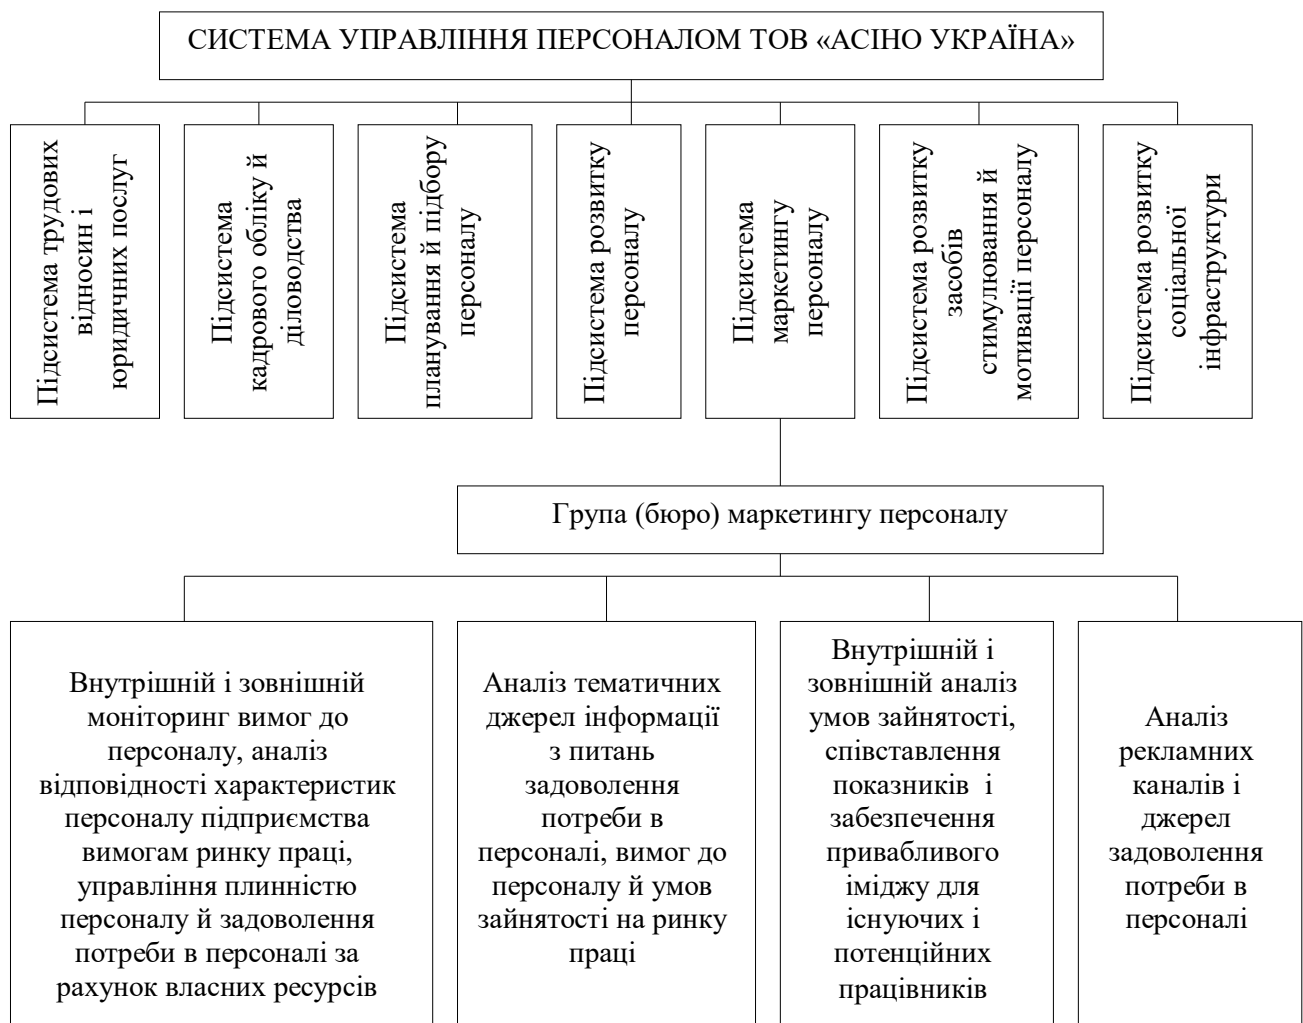 СИСТЕМА УПРАВЛІННЯ ПЕРСОНАЛОМ ТОВ «АСІНО УКРАЇНА»
Підсистема трудових
відносин і
юридичних послуг
Підсистема
кадрового обліку й
діловодства
Підсистема
планування й підбору
персоналу
Підсистема розвитку
персоналу
Підсистема
маркетингу
персоналу
Підсистема розвитку
засобів
стимулювання й
мотивації персоналу
Підсистема розвитку
соціальної
інфраструктури
Група (бюро) маркетингу персоналу
Внутрішній і зовнішній
моніторинг вимог до
персоналу, аналіз
відповідності характеристик
персоналу підприємства
вимогам ринку праці,
управління плинністю
персоналу й задоволення
потреби в персоналі за
рахунок власних ресурсів
Аналіз тематичних
джерел інформації
з питань
задоволення
потреби в
персоналі, вимог до
персоналу й умов
зайнятості на ринку
праці
Внутрішній і
зовнішній аналіз
умов зайнятості,
співставлення
показників і
забезпечення
привабливого
іміджу для
існуючих і
потенційних
працівників
Аналіз
рекламних
каналів і
джерел
задоволення
потреби в
персоналі